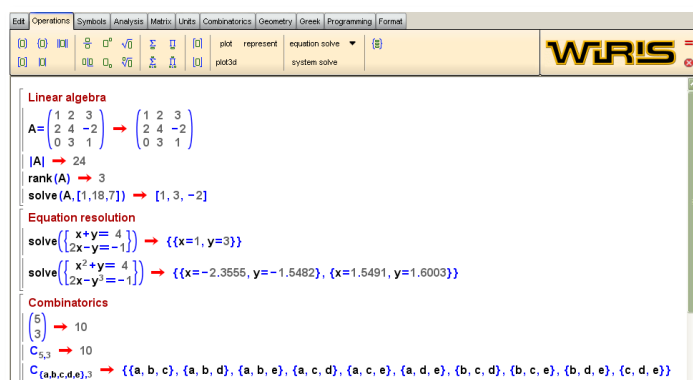 Edit Operations Symbols Analysis Matrix Units Combinatorics Geometry Greek Programming Format
plot represent equation solve
plot3d system solve
WIRIS
Linear algebra
A=(1 2 3
2 4 -2
0 3 1) → (1 2 3
2 4 -2
0 3 1)
|A| → 24
rank(A) → 3
solve(A,[1,18,7]) → [1, 3, -2]
Equation resolution
solve({x+y= 4
2x-y=-1}) → {{x=1, y=3}}
solve({x²+y= 4
2x-y³=-1}) → {{x=-2.3555, y=-1.5482}, {x=1.5491, y=1.6003}}
Combinatorics
(5
3) → 10
C5,3 → 10
C{a,b,c,d,e},3 → {{a, b, c}, {a, b, d}, {a, b, e}, {a, c, d}, {a, c, e}, {a, d, e}, {b, c, d}, {b, c, e}, {b, d, e}, {c, d, e}}